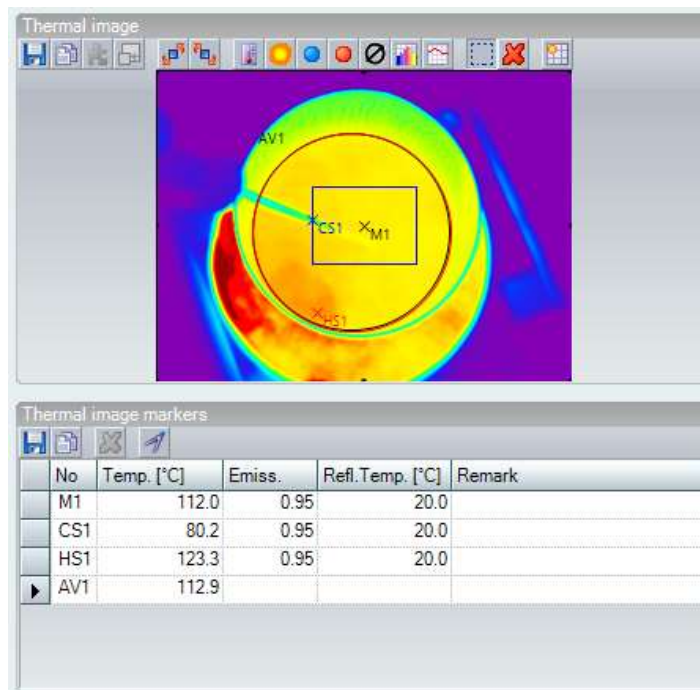 Thermal image
AV1
CS1
M1
HS1
Thermal image markers
No Temp. [°C] Emiss. Refl.Temp. [°C] Remark
M1 112.0 0.95 20.0
CS1 80.2 0.95 20.0
HS1 123.3 0.95 20.0
AV1 112.9